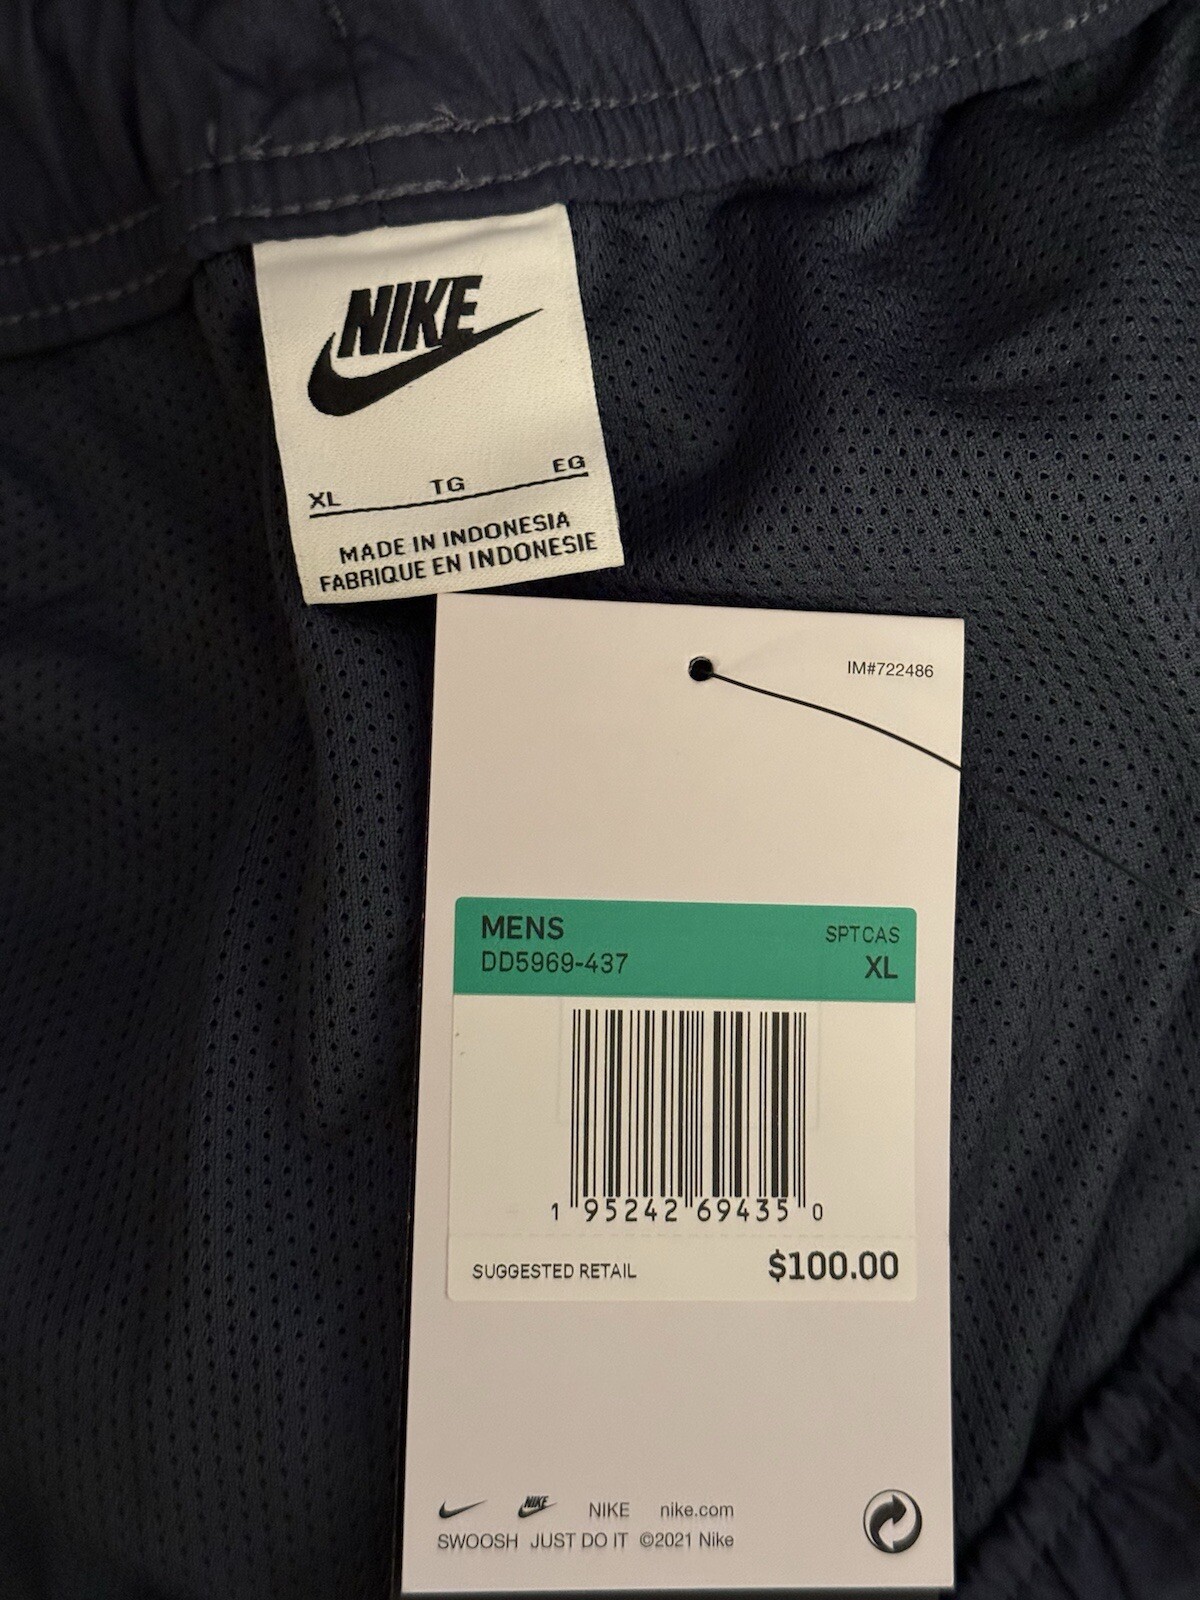 NIKE
XL TG EG
MADE IN INDONESIA
FABRIQUE EN INDONESIE
IM#722486
MENS SPTCAS
DD5969-437 XL
1 95242 69435 0
SUGGESTED RETAIL $100.00
NIKE NIKE nike.com
SWOOSH JUST DO IT ©2021 Nike